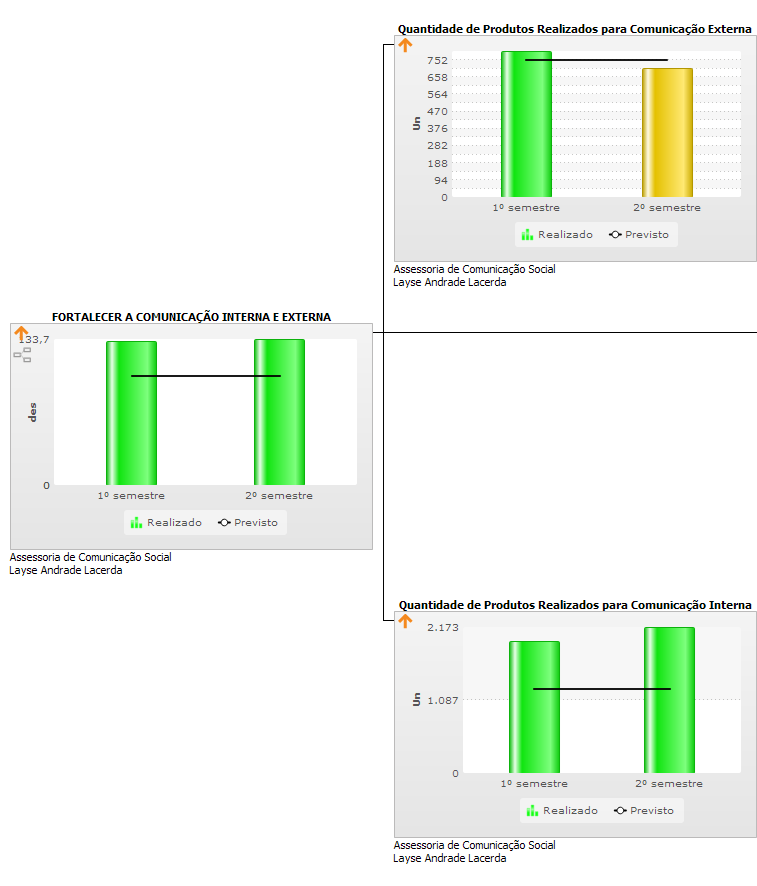 Quantidade de Produtos Realizados para Comunicação Externa
752
658
564
470
376
282
188
94
0
Un
1º semestre
2º semestre
Realizado
Previsto
Assessoria de Comunicação Social
Layse Andrade Lacerda
FORTALECER A COMUNICAÇÃO INTERNA E EXTERNA
133,7
0
des
1º semestre
2º semestre
Realizado
Previsto
Assessoria de Comunicação Social
Layse Andrade Lacerda
Quantidade de Produtos Realizados para Comunicação Interna
2.173
1.087
0
Un
1º semestre
2º semestre
Realizado
Previsto
Assessoria de Comunicação Social
Layse Andrade Lacerda